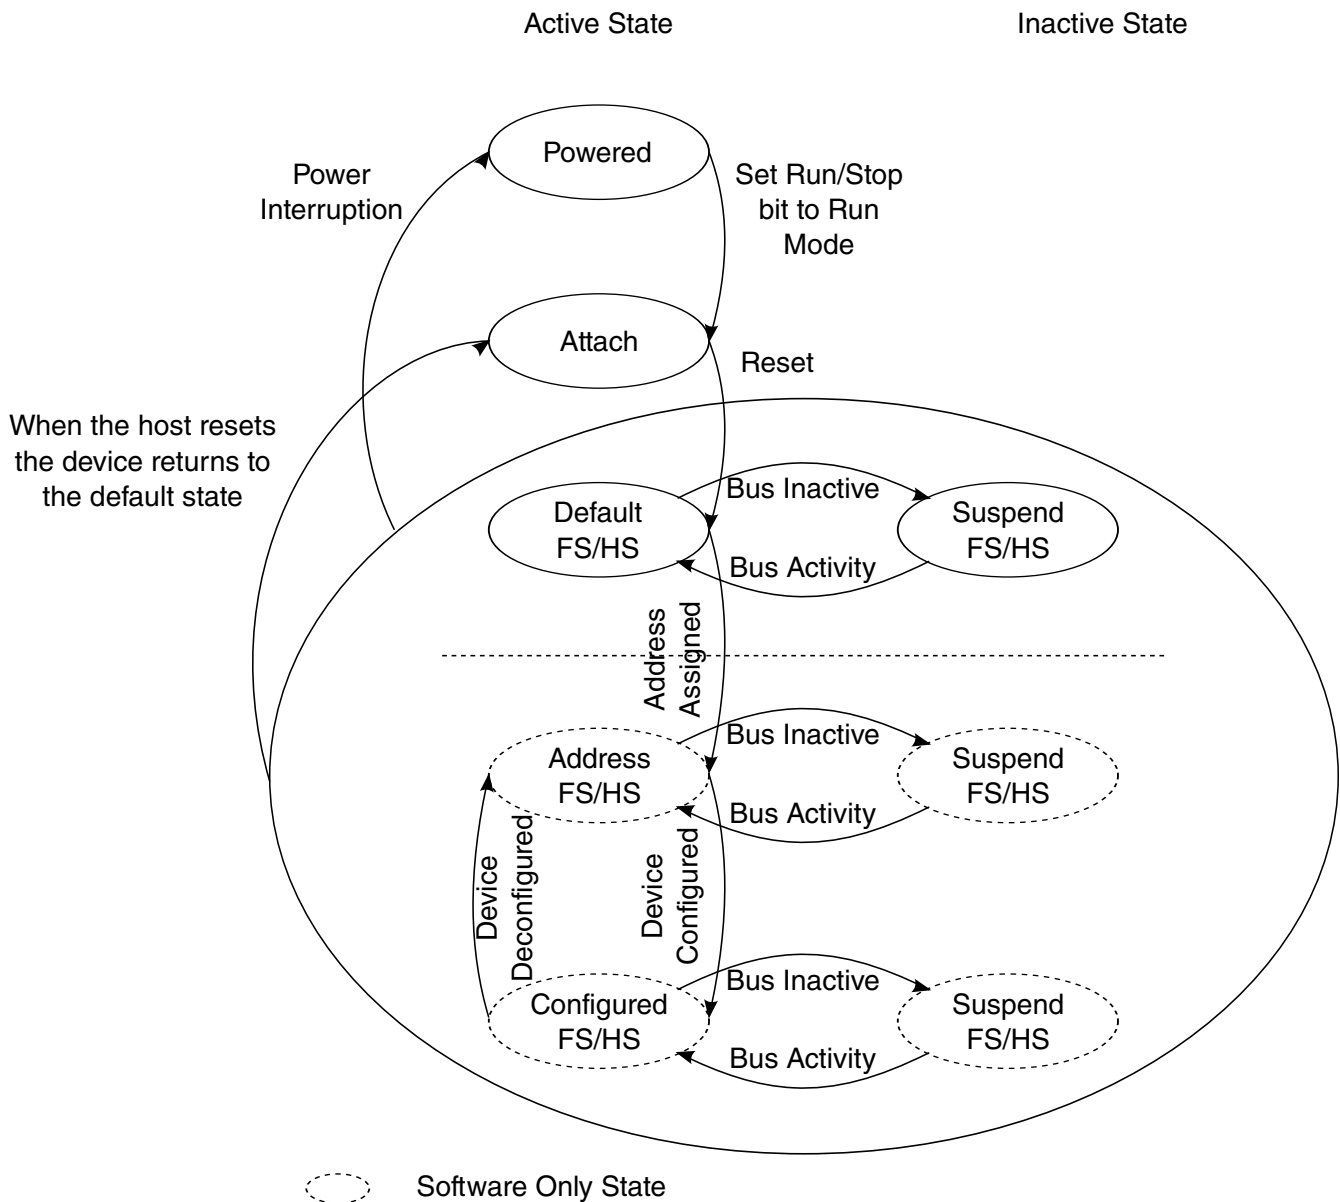 Active State
Inactive State
Powered
Power
Interruption
Set Run/Stop
bit to Run
Mode
Attach
Reset
When the host resets
the device returns to
the default state
Default
FS/HS
Bus Inactive
Bus Activity
Suspend
FS/HS
Address
Assigned
Address
FS/HS
Bus Inactive
Bus Activity
Suspend
FS/HS
Device
Deconfigured
Device
Configured
Configured
FS/HS
Bus Inactive
Bus Activity
Suspend
FS/HS
Software Only State